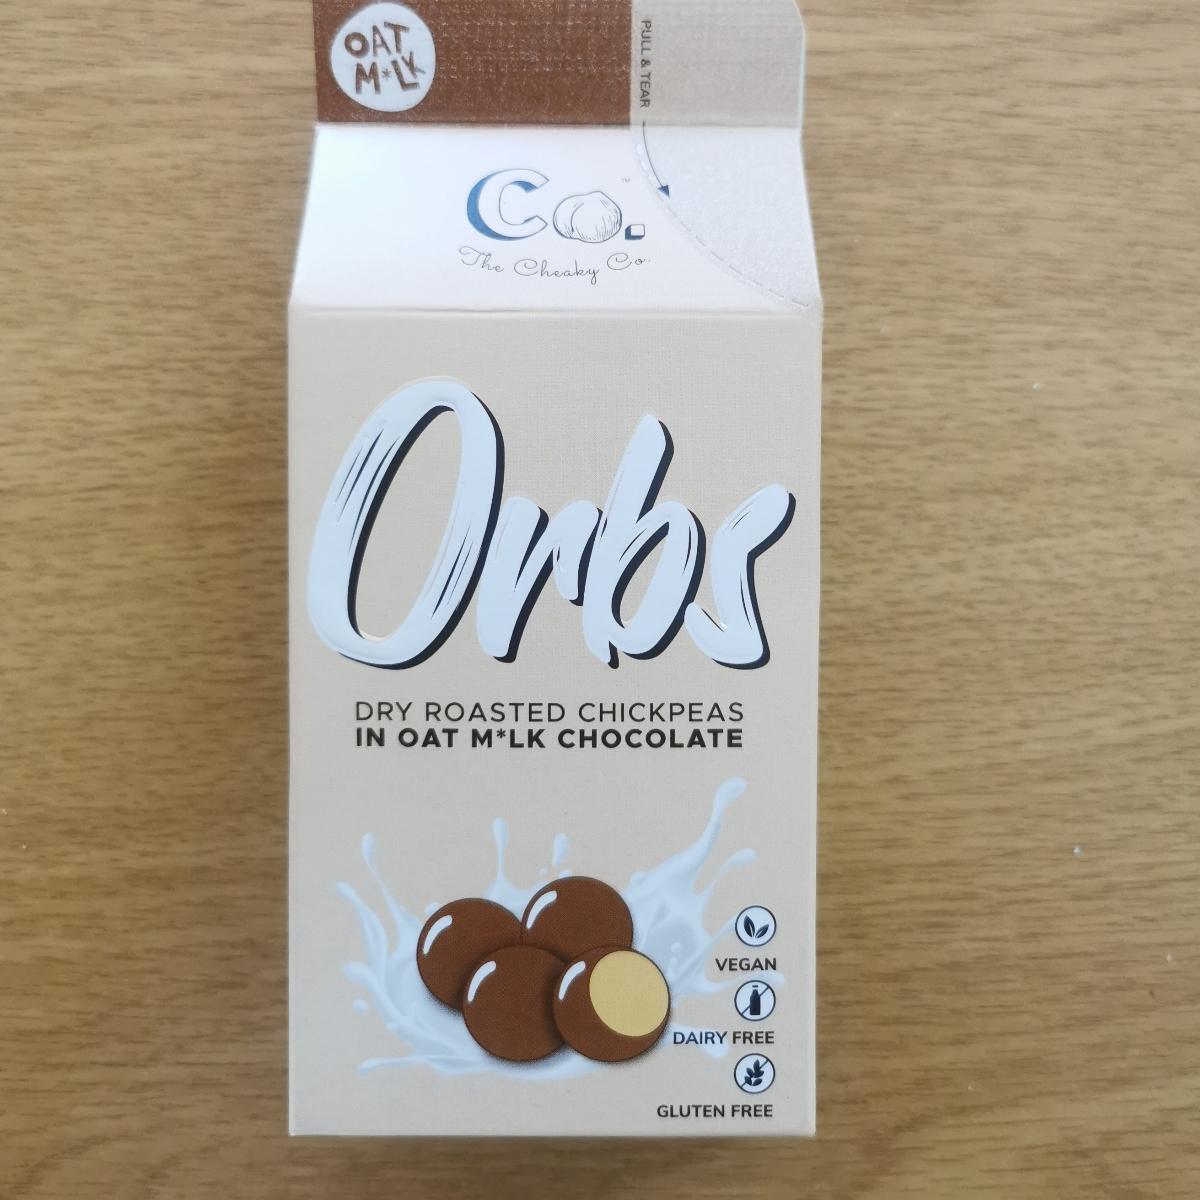 OAT
M*LK
PULL & TEAR
Co.™
The Cheaky Co.
Orbs
DRY ROASTED CHICKPEAS
IN OAT M*LK CHOCOLATE
VEGAN
DAIRY FREE
GLUTEN FREE